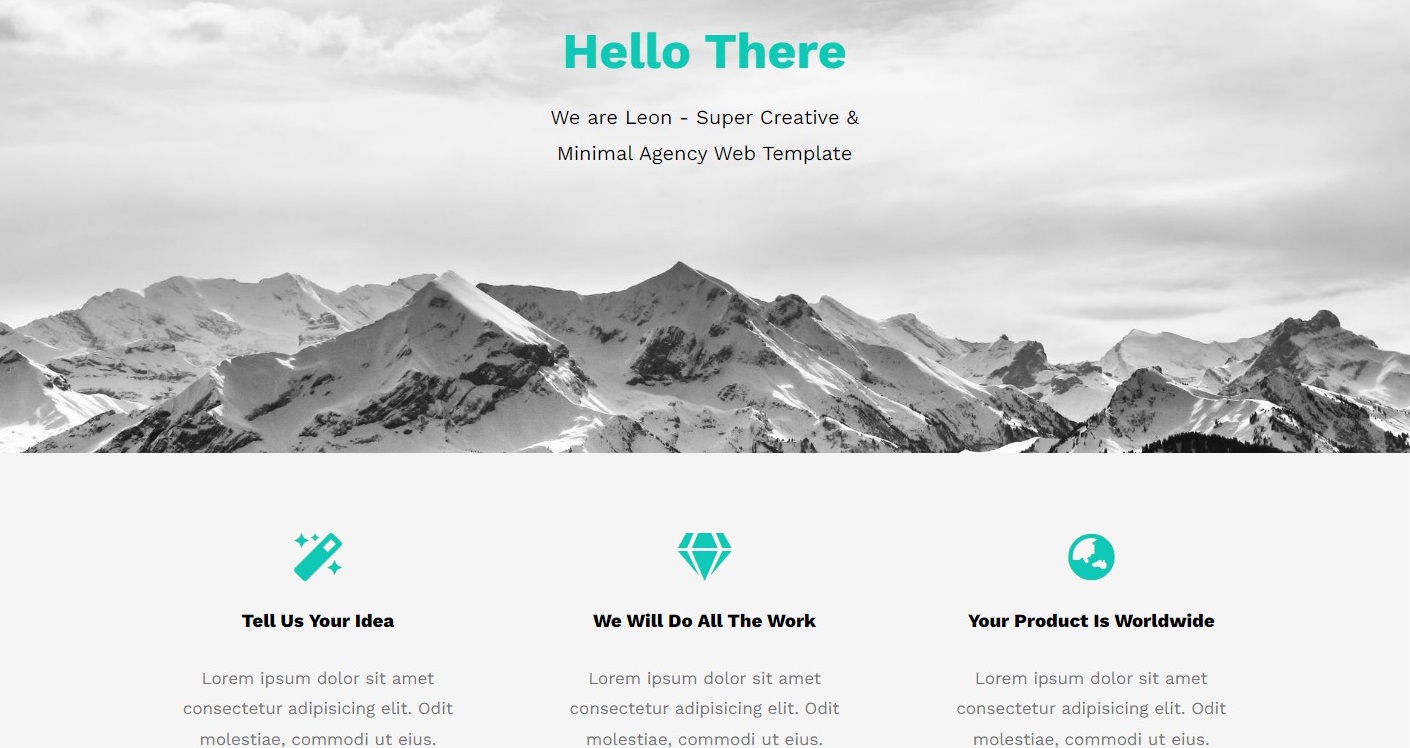 Hello There
We are Leon - Super Creative &
Minimal Agency Web Template
Tell Us Your Idea
Lorem ipsum dolor sit amet
consectetur adipisicing elit. Odit
molestiae, commodi ut eius.
We Will Do All The Work
Lorem ipsum dolor sit amet
consectetur adipisicing elit. Odit
molestiae, commodi ut eius.
Your Product Is Worldwide
Lorem ipsum dolor sit amet
consectetur adipisicing elit. Odit
molestiae, commodi ut eius.